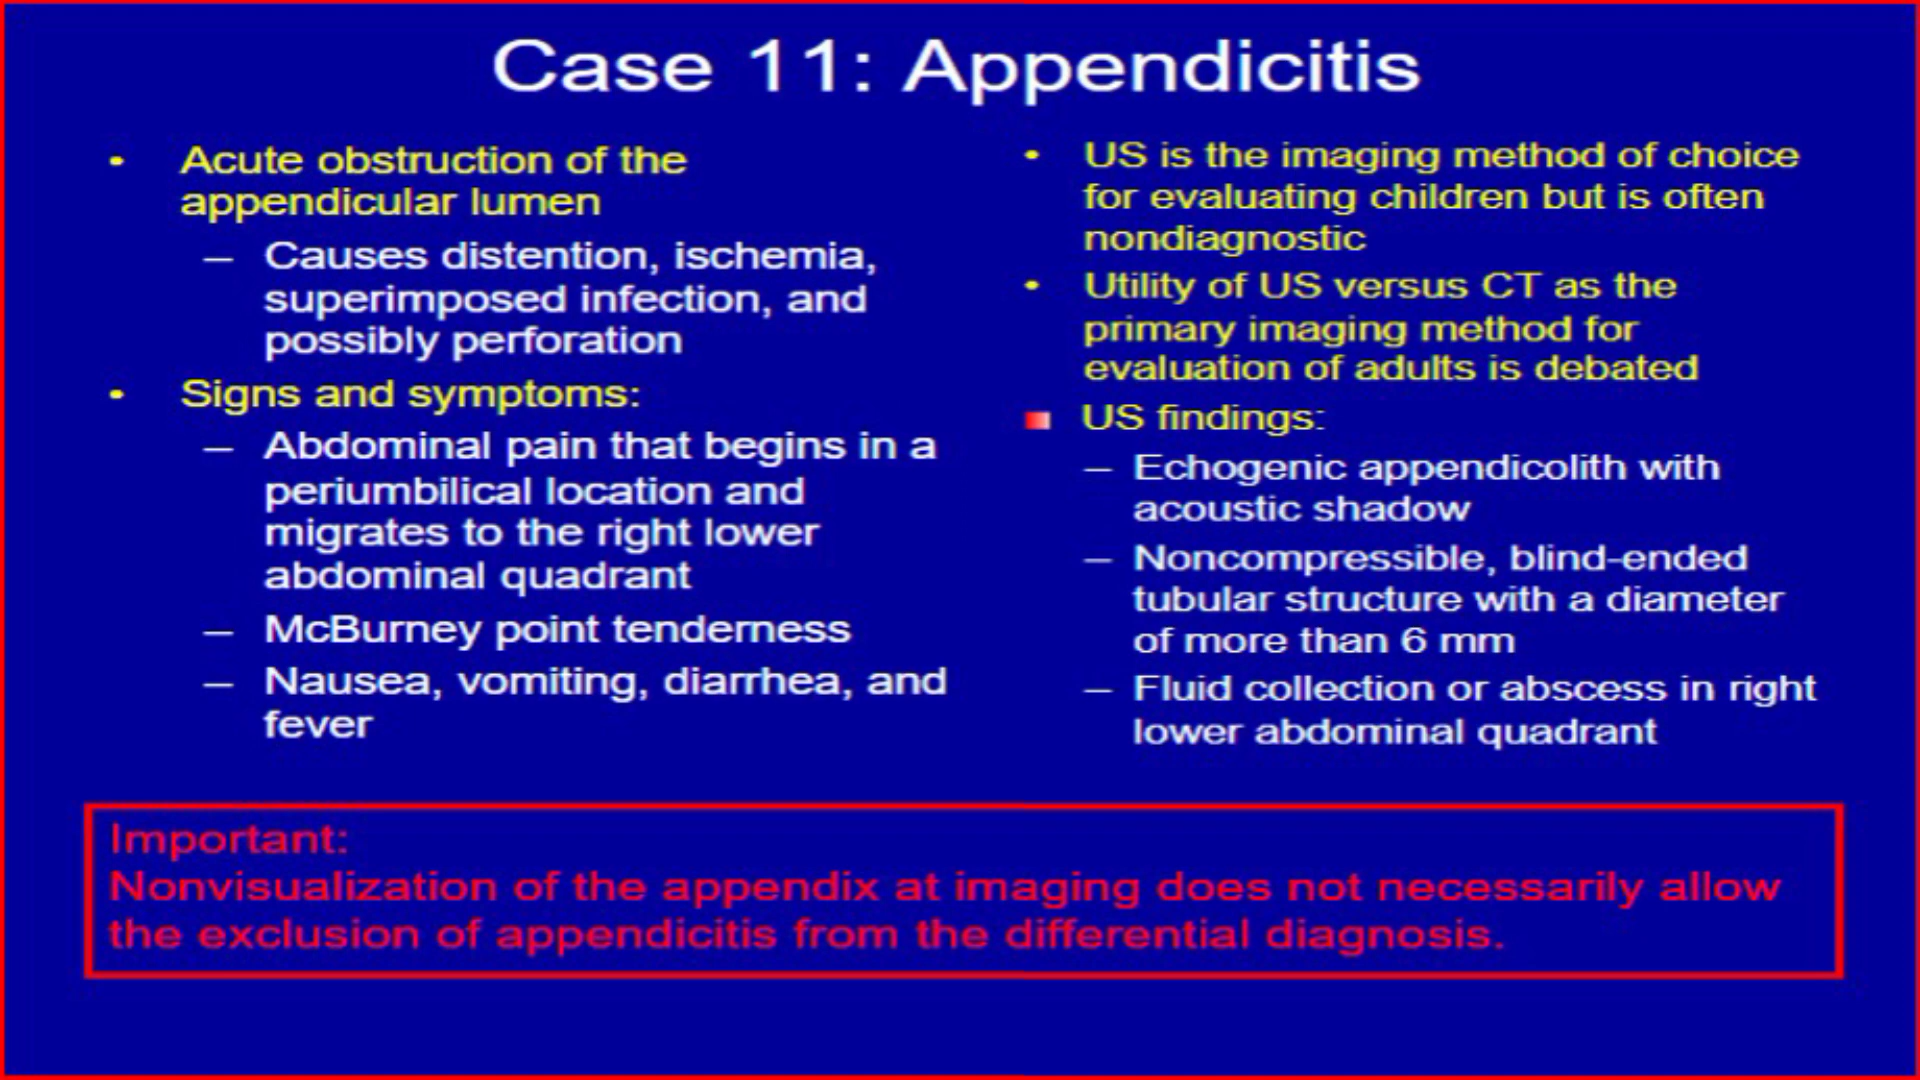 Case 11: Appendicitis
• Acute obstruction of the
appendicular lumen
– Causes distention, ischemia,
superimposed infection, and
possibly perforation
• Signs and symptoms:
– Abdominal pain that begins in a
periumbilical location and
migrates to the right lower
abdominal quadrant
– McBurney point tenderness
– Nausea, vomiting, diarrhea, and
fever
• US is the imaging method of choice
for evaluating children but is often
nondiagnostic
• Utility of US versus CT as the
primary imaging method for
evaluation of adults is debated
US findings:
– Echogenic appendicolith with
acoustic shadow
– Noncompressible, blind-ended
tubular structure with a diameter
of more than 6 mm
– Fluid collection or abscess in right
lower abdominal quadrant
Important:
Nonvisualization of the appendix at imaging does not necessarily allow
the exclusion of appendicitis from the differential diagnosis.